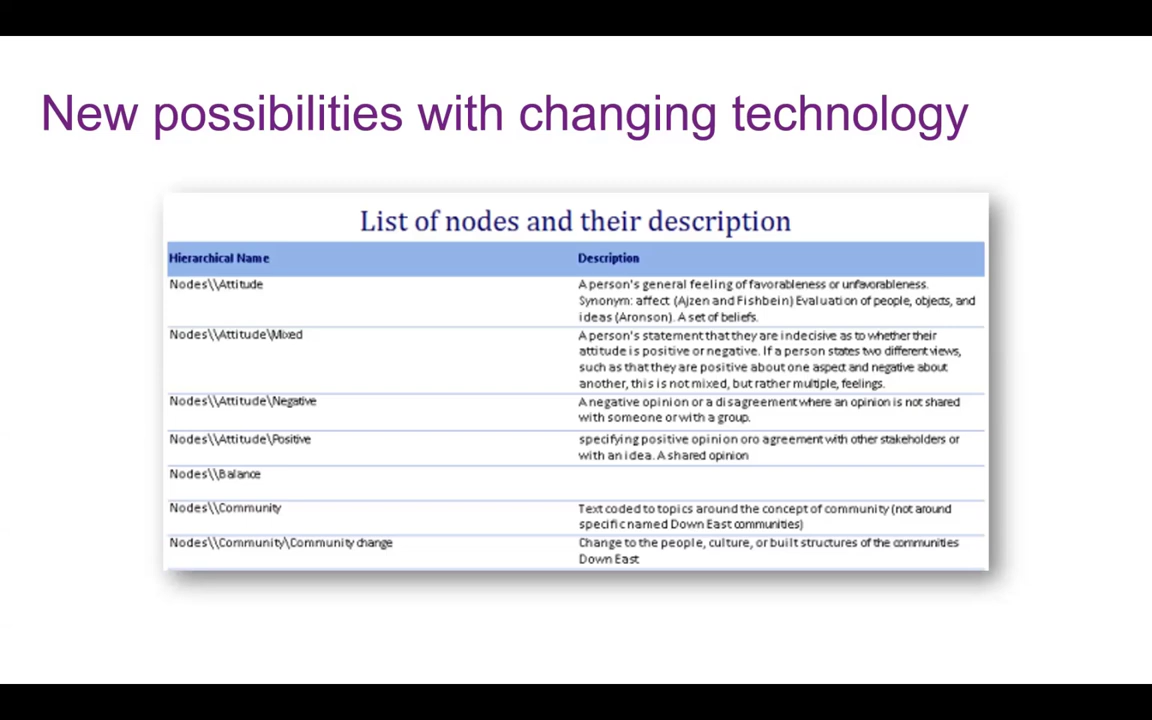 New possibilities with changing technology
List of nodes and their description
Hierarchical Name
Description
Nodes\\Attitude
A person's general feeling of favorableness or unfavorableness.
Synonym: affect (Ajzen and Fishbein) Evaluation of people, objects, and
ideas (Aronson). A set of beliefs.
Nodes\\Attitude\Mixed
A person's statement that they are indecisive as to whether their
attitude is positive or negative. If a person states two different views,
such as that they are positive about one aspect and negative about
another, this is not mixed, but rather multiple, feelings.
Nodes\\Attitude\Negative
A negative opinion or a disagreement where an opinion is not shared
with someone or with a group.
Nodes\\Attitude\Positive
specifying positive opinion oro agreement with other stakeholders or
with an idea. A shared opinion
Nodes\\Balance
Nodes\\Community
Text coded to topics around the concept of community (not around
specific named Down East communities)
Nodes\\Community\Community change
Change to the people, culture, or built structures of the communities
Down East